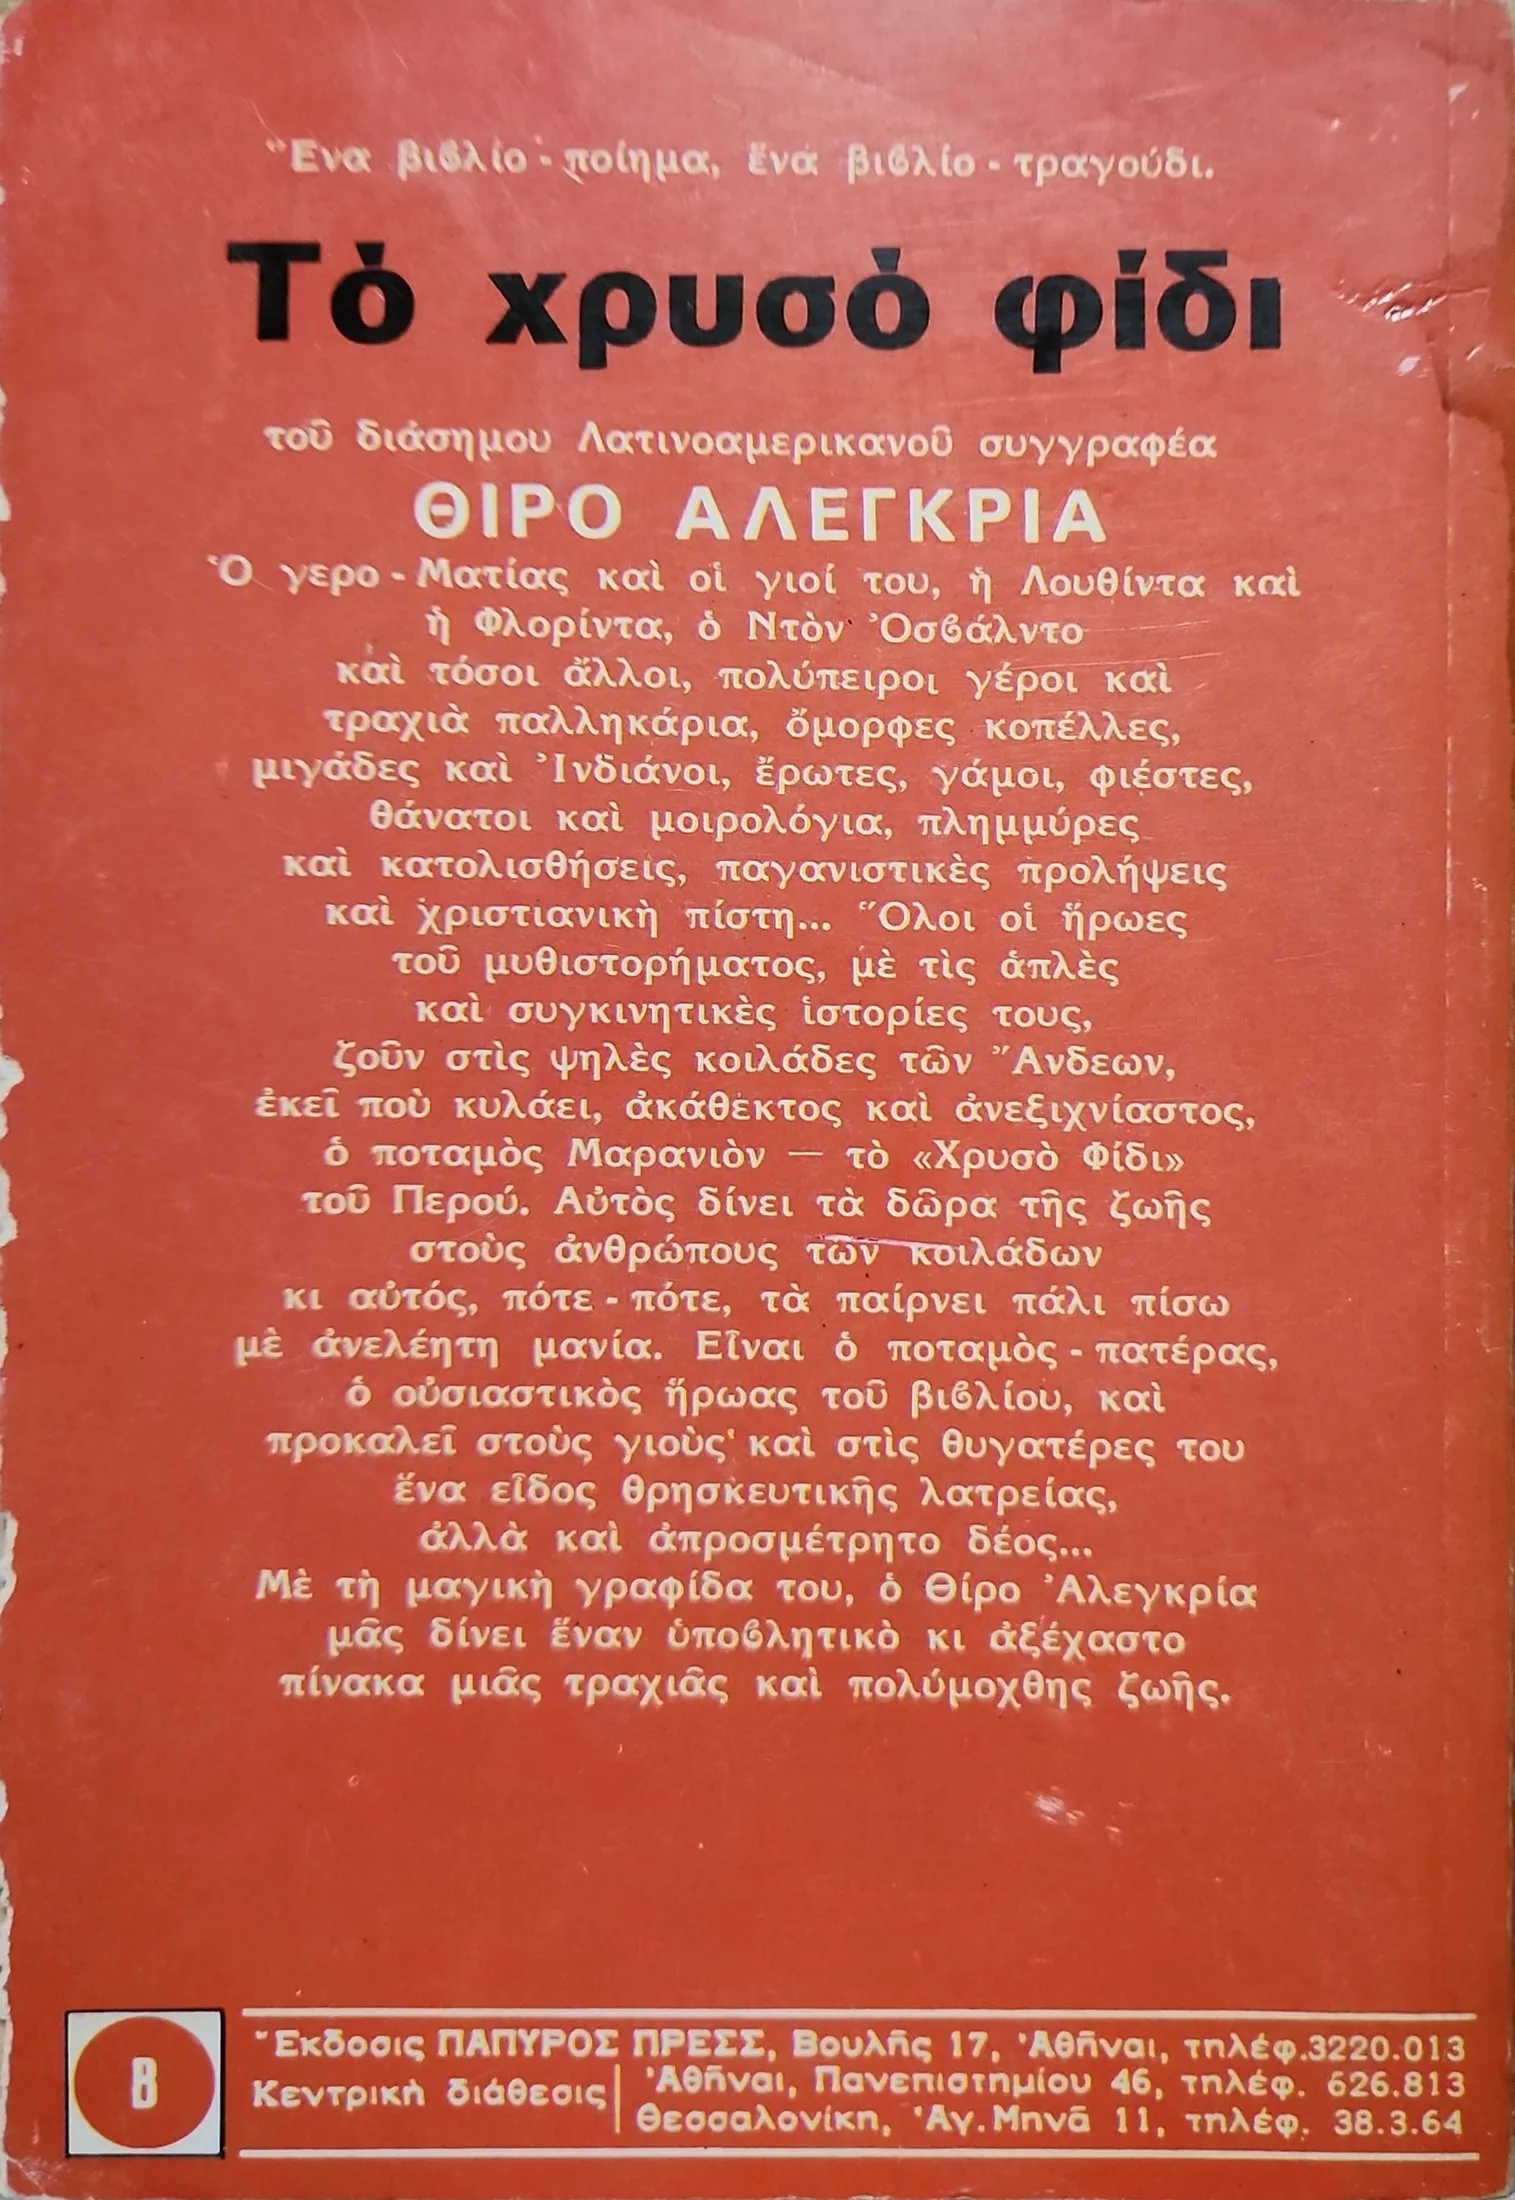 Ἕνα βιβλίο - ποίημα, ἕνα βιβλίο - τραγούδι.
Τὸ χρυσὸ φίδι
τοῦ διάσημου Λατινοαμερικανοῦ συγγραφέα
ΘΙΡΟ ΑΛΕΓΚΡΙΑ
Ὁ γερο - Ματίας καὶ οἱ γιοί του, ἡ Λουθίντα καὶ
ἡ Φλορίντα, ὁ Ντὸν Ὀσβάλντο
καὶ τόσοι ἄλλοι, πολύπειροι γέροι καὶ
τραχιὰ παλληκάρια, ὄμορφες κοπέλλες,
μιγάδες καὶ Ἰνδιάνοι, ἔρωτες, γάμοι, φιέστες,
θάνατοι καὶ μοιρολόγια, πλημμύρες
καὶ κατολισθήσεις, παγανιστικὲς προλήψεις
καὶ χριστιανικὴ πίστη... Ὅλοι οἱ ἥρωες
τοῦ μυθιστορήματος, μὲ τὶς ἁπλὲς
καὶ συγκινητικὲς ἱστορίες τους,
ζοῦν στὶς ψηλὲς κοιλάδες τῶν Ἄνδεων,
ἐκεῖ ποὺ κυλάει, ἀκάθεκτος καὶ ἀνεξιχνίαστος,
ὁ ποταμὸς Μαρανιὸν — τὸ «Χρυσὸ Φίδι»
τοῦ Περού. Αὐτὸς δίνει τὰ δῶρα τῆς ζωῆς
στοὺς ἀνθρώπους τῶν κοιλάδων
κι αὐτός, πότε - πότε, τὰ παίρνει πάλι πίσω
μὲ ἀνελέητη μανία. Εἶναι ὁ ποταμὸς - πατέρας,
ὁ οὐσιαστικὸς ἥρωας τοῦ βιβλίου, καὶ
προκαλεῖ στοὺς γιοὺς καὶ στὶς θυγατέρες του
ἕνα εἶδος θρησκευτικῆς λατρείας,
ἀλλὰ καὶ ἀπροσμέτρητο δέος...
Μὲ τὴ μαγικὴ γραφίδα του, ὁ Θίρο Ἀλεγκρία
μᾶς δίνει ἕναν ὑποβλητικὸ κι ἀξέχαστο
πίνακα μιᾶς τραχιᾶς καὶ πολύμοχθης ζωῆς.
8
Ἔκδοσις ΠΑΠΥΡΟΣ ΠΡΕΣΣ, Βουλῆς 17, Ἀθῆναι, τηλέφ.3220.013
Κεντρικὴ διάθεσις | Ἀθῆναι, Πανεπιστημίου 46, τηλέφ. 626.813
Θεσσαλονίκη, Ἁγ.Μηνᾶ 11, τηλέφ. 38.3.64